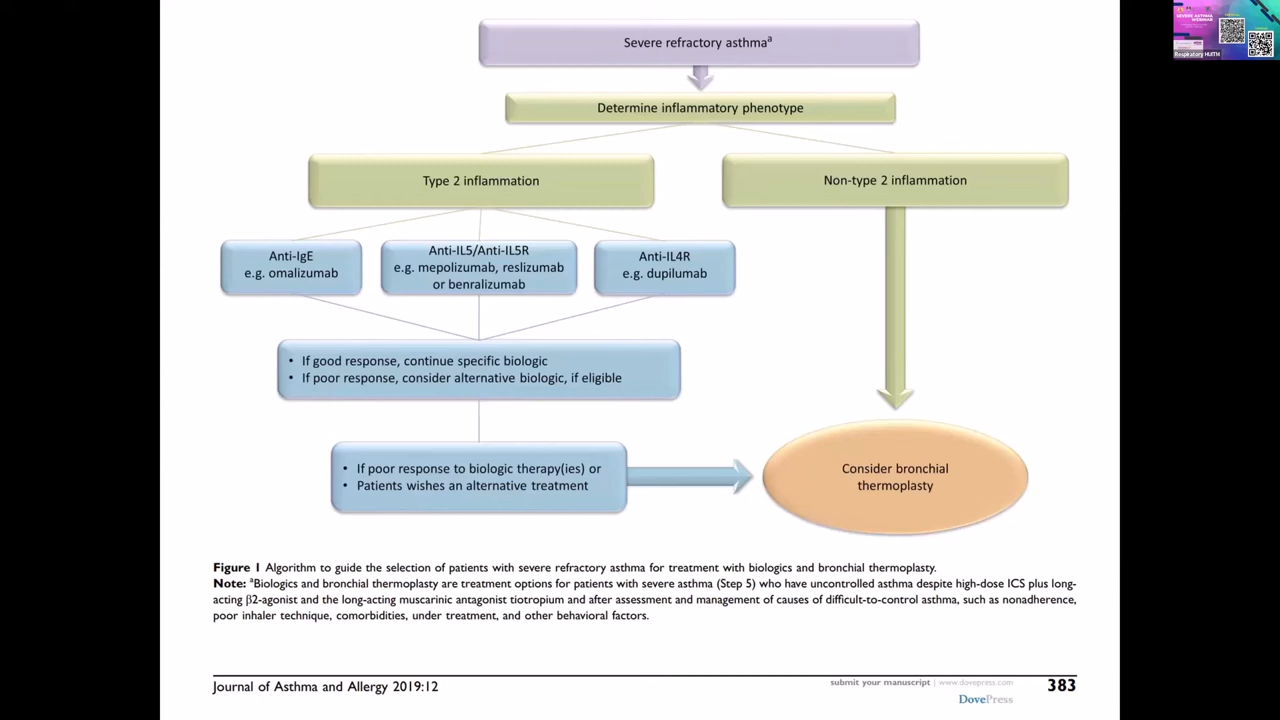 Severe refractory asthmaª
Determine inflammatory phenotype
Type 2 inflammation
Non-type 2 inflammation
Anti-IgE
e.g. omalizumab
Anti-IL5/Anti-IL5R
e.g. mepolizumab, reslizumab
or benralizumab
Anti-IL4R
e.g. dupilumab
• If good response, continue specific biologic
• If poor response, consider alternative biologic, if eligible
• If poor response to biologic therapy(ies) or
• Patients wishes an alternative treatment
Consider bronchial
thermoplasty
Figure 1 Algorithm to guide the selection of patients with severe refractory asthma for treatment with biologics and bronchial thermoplasty.
Note: ªBiologics and bronchial thermoplasty are treatment options for patients with severe asthma (Step 5) who have uncontrolled asthma despite high-dose ICS plus long-
acting β2-agonist and the long-acting muscarinic antagonist tiotropium and after assessment and management of causes of difficult-to-control asthma, such as nonadherence,
poor inhaler technique, comorbidities, under treatment, and other behavioral factors.
Journal of Asthma and Allergy 2019:12
submit your manuscript | www.dovepress.com
DovePress
383
SEVERE ASTHMA
WEBINAR
Respiratory HUiTM